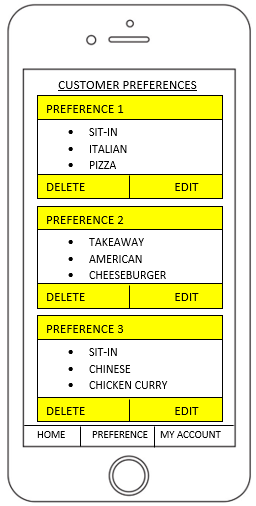 CUSTOMER PREFERENCES
PREFERENCE 1
• SIT-IN
• ITALIAN
• PIZZA
DELETE EDIT
PREFERENCE 2
• TAKEAWAY
• AMERICAN
• CHEESEBURGER
DELETE EDIT
PREFERENCE 3
• SIT-IN
• CHINESE
• CHICKEN CURRY
DELETE EDIT
HOME PREFERENCE MY ACCOUNT